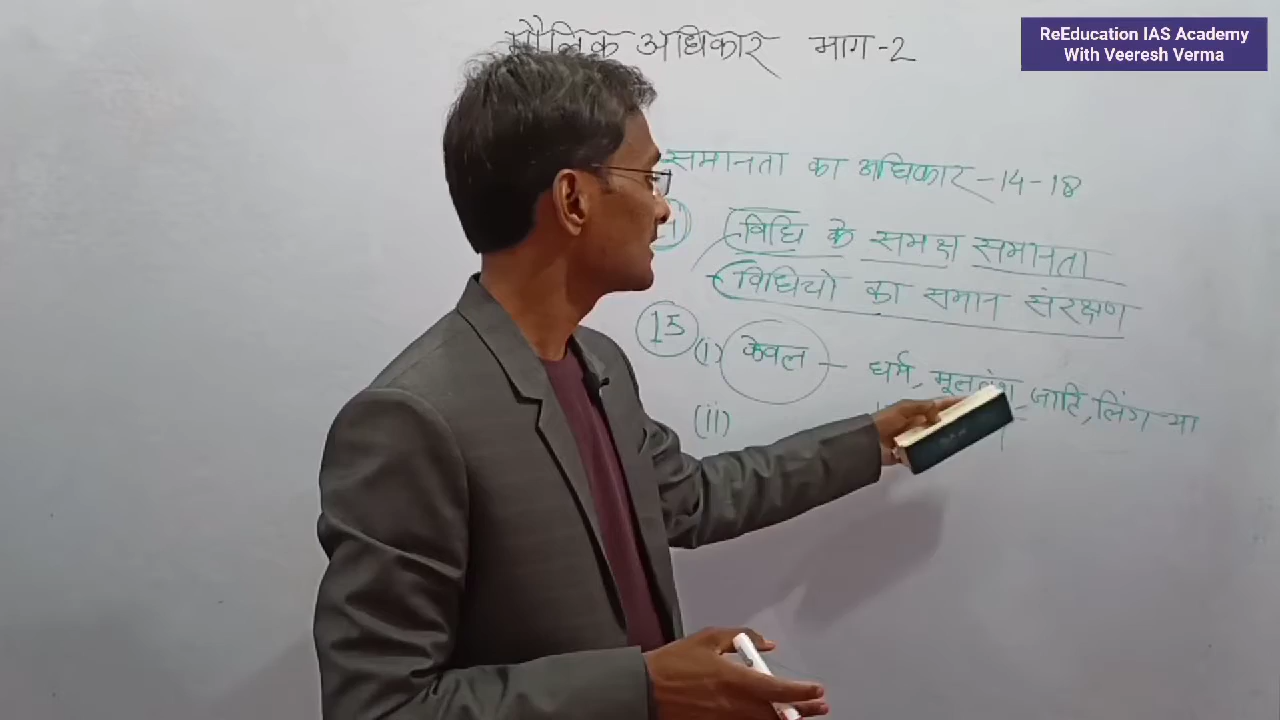 ReEducation IAS Academy
With Veeresh Verma
मौलिक अधिकार भाग-2
समानता का अधिकार-14-18
विधि के समक्ष समानता
विधियो का समान संरक्षण
15 (i) केवल - धर्म, मूलवंश, जाति, लिंग या
(ii)